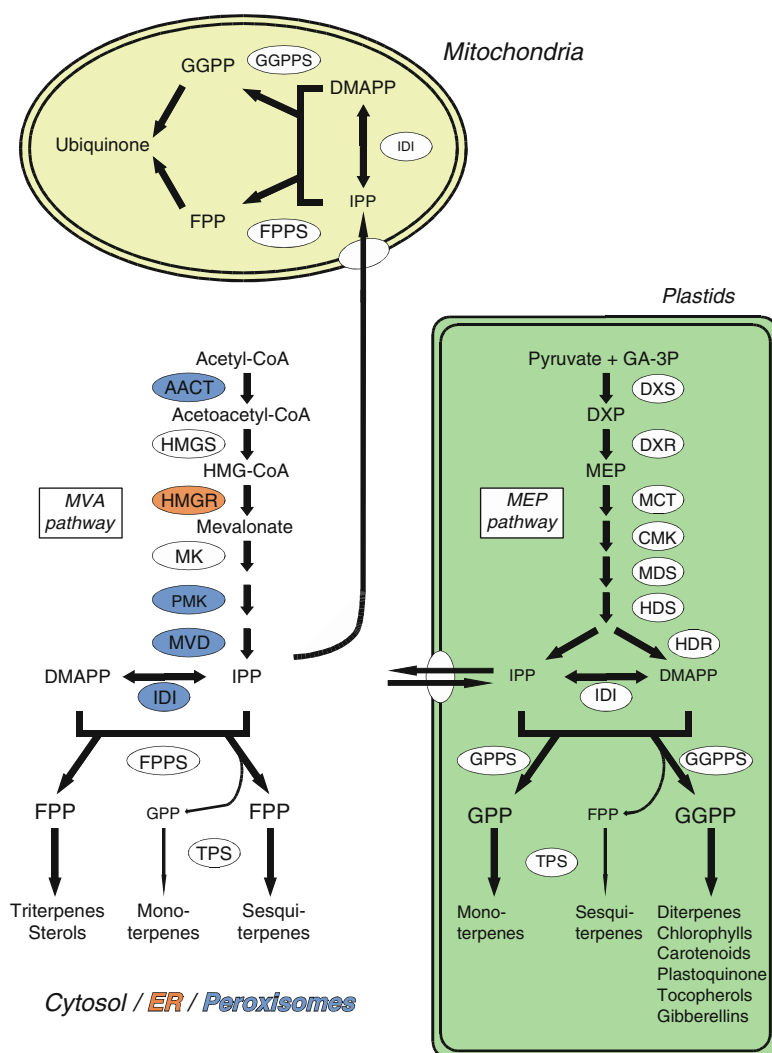 Mitochondria
GGPP
GGPPS
DMAPP
Ubiquinone
IDI
IPP
FPP
FPPS
Acetyl-CoA
AACT
Acetoacetyl-CoA
HMGS
HMG-CoA
MVA
pathway
HMGR
Mevalonate
MK
PMK
MVD
DMAPP
IPP
IDI
FPPS
FPP
GPP
FPP
TPS
Triterpenes
Sterols
Mono-
terpenes
Sesqui-
terpenes
Cytosol / ER / Peroxisomes
Plastids
Pyruvate + GA-3P
DXS
DXP
DXR
MEP
MEP
pathway
MCT
CMK
MDS
HDS
HDR
IPP
DMAPP
IDI
GPPS
GGPPS
GPP
FPP
GGPP
TPS
Mono-
terpenes
Sesqui-
terpenes
Diterpenes
Chlorophylls
Carotenoids
Plastoquinone
Tocopherols
Gibberellins